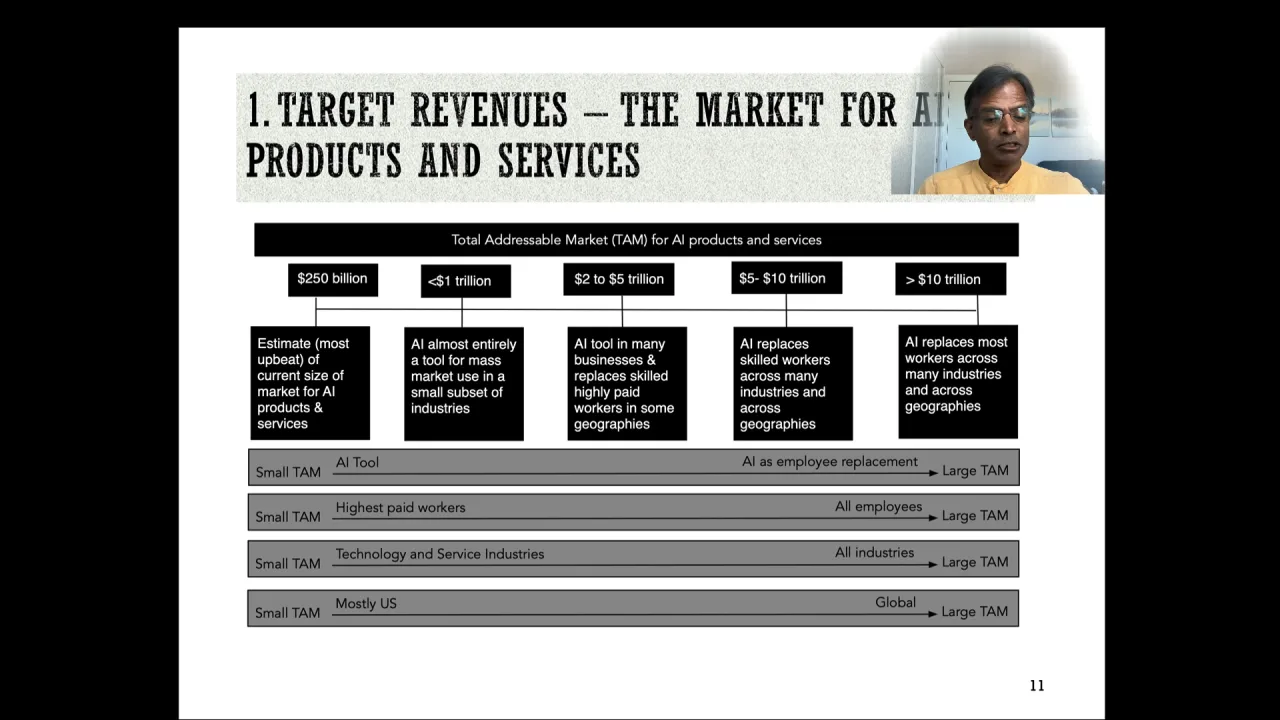 1. TARGET REVENUES – THE MARKET FOR AI
PRODUCTS AND SERVICES
Total Addressable Market (TAM) for AI products and services
$250 billion
<$1 trillion
$2 to $5 trillion
$5- $10 trillion
> $10 trillion
Estimate (most
upbeat) of
current size of
market for AI
products &
services
AI almost entirely
a tool for mass
market use in a
small subset of
industries
AI tool in many
businesses &
replaces skilled
highly paid
workers in some
geographies
AI replaces
skilled workers
across many
industries and
across
geographies
AI replaces most
workers across
many industries
and across
geographies
Small TAM AI Tool AI as employee replacement Large TAM
Small TAM Highest paid workers All employees Large TAM
Small TAM Technology and Service Industries All industries Large TAM
Small TAM Mostly US Global Large TAM
11